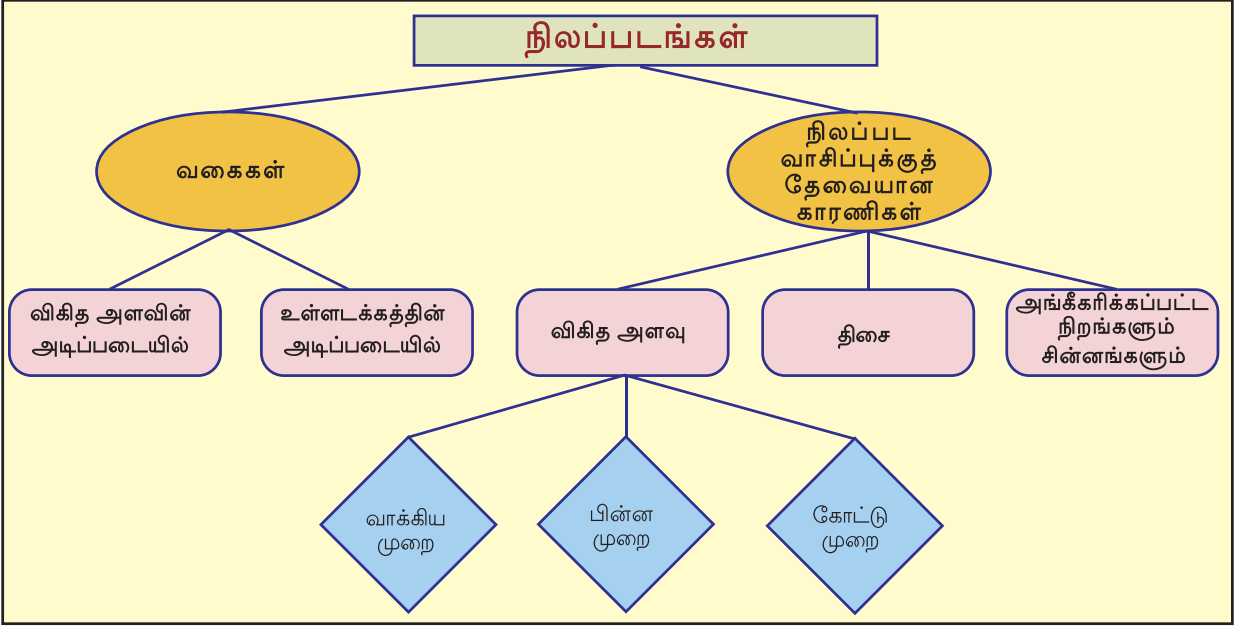 நிலப்படங்கள்
வகைகள்
நிலப்பட
வாசிப்புக்குத்
தேவையான
காரணிகள்
விகித அளவின்
அடிப்படையில்
உள்ளடக்கத்தின்
அடிப்படையில்
விகித அளவு
திசை
அங்கீகரிக்கப்பட்ட
நிறங்களும்
சின்னங்களும்
வாக்கிய
முறை
பின்ன
முறை
கோட்டு
முறை